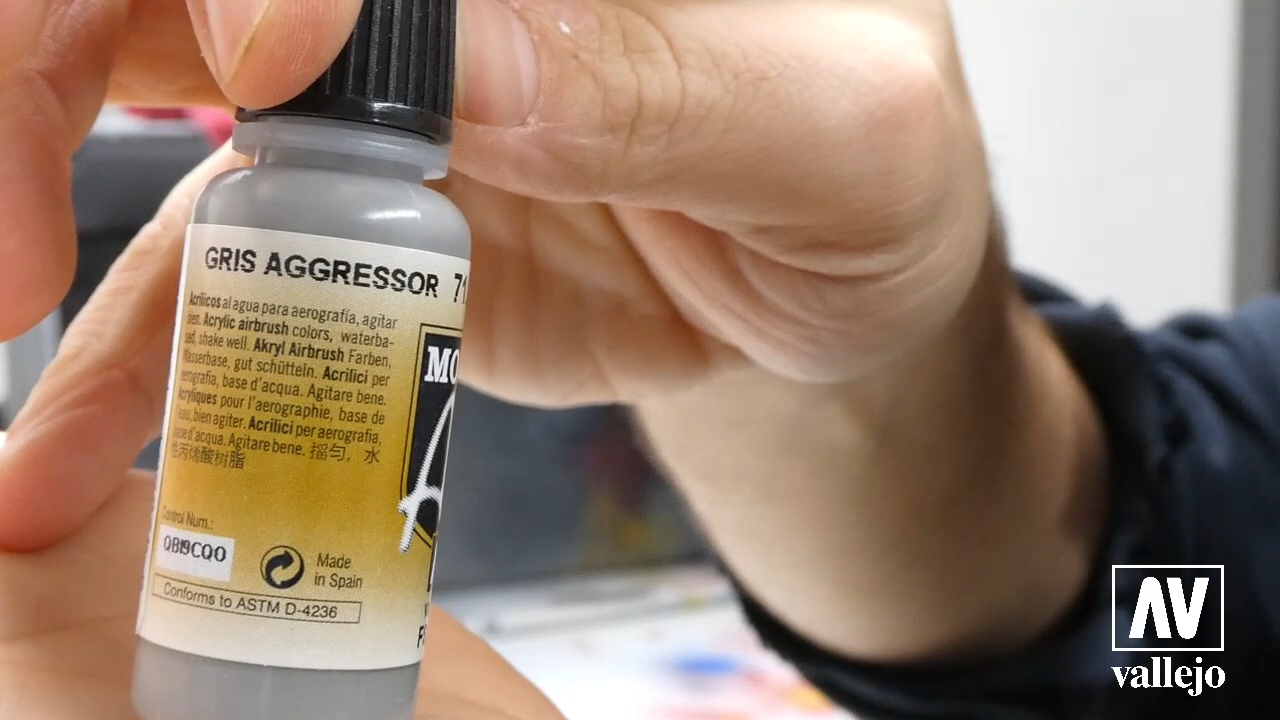 GRIS AGGRESSOR 71
Acrílicos al agua para aerografía, agitar
bien. Acrylic airbrush colors, waterba-
sed, shake well. Akryl Airbrush Farben,
Wasserbase, gut schütteln. Acrilici per
aerografia, base d'acqua. Agitare bene.
Acryliques pour l'aerographie, base de
l'eau, bien agiter. Acrilici per aerografia,
base d'acqua. Agitare bene. 摇匀, 水
性丙烯酸树脂
MO
Control Num.:
QB19CQ0
Made
in Spain
Conforms to ASTM D-4236
AV
vallejo